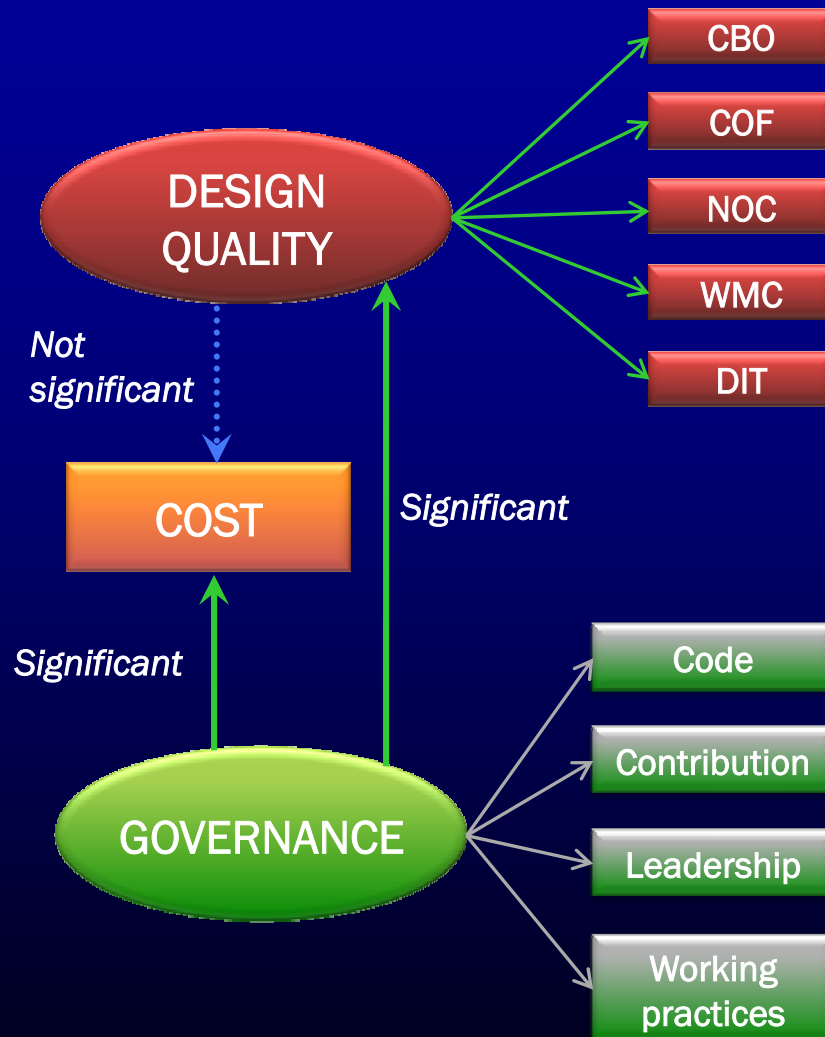 CBO
COF
NOC
WMC
DIT
DESIGN
QUALITY
Not
significant
COST
Significant
Significant
GOVERNANCE
Code
Contribution
Leadership
Working
practices